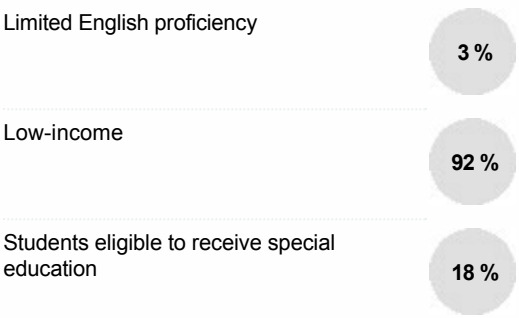 Limited English proficiency
3 %
Low-income
92 %
Students eligible to receive special
education
18 %